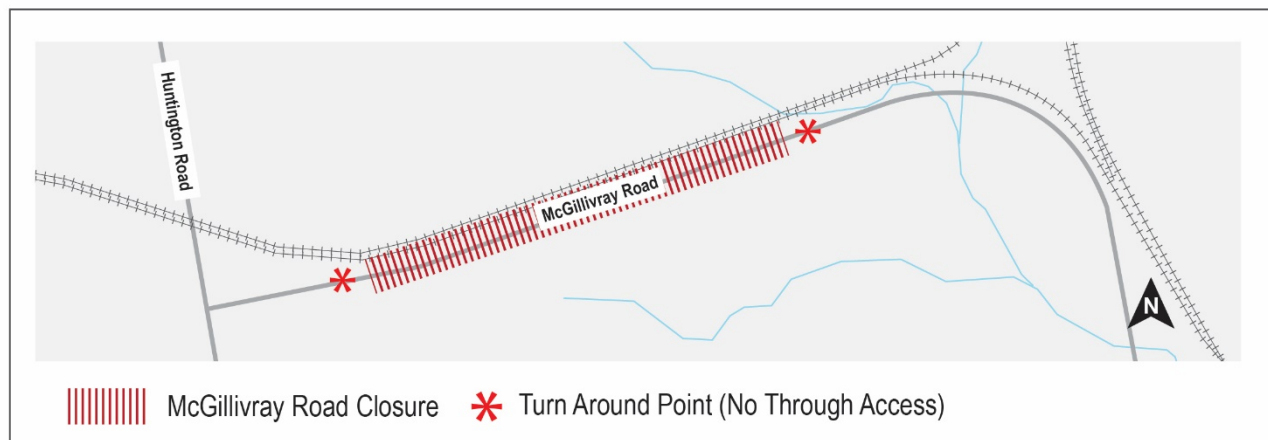 Huntington Road
McGillivray Road
N
McGillivray Road Closure
Turn Around Point (No Through Access)